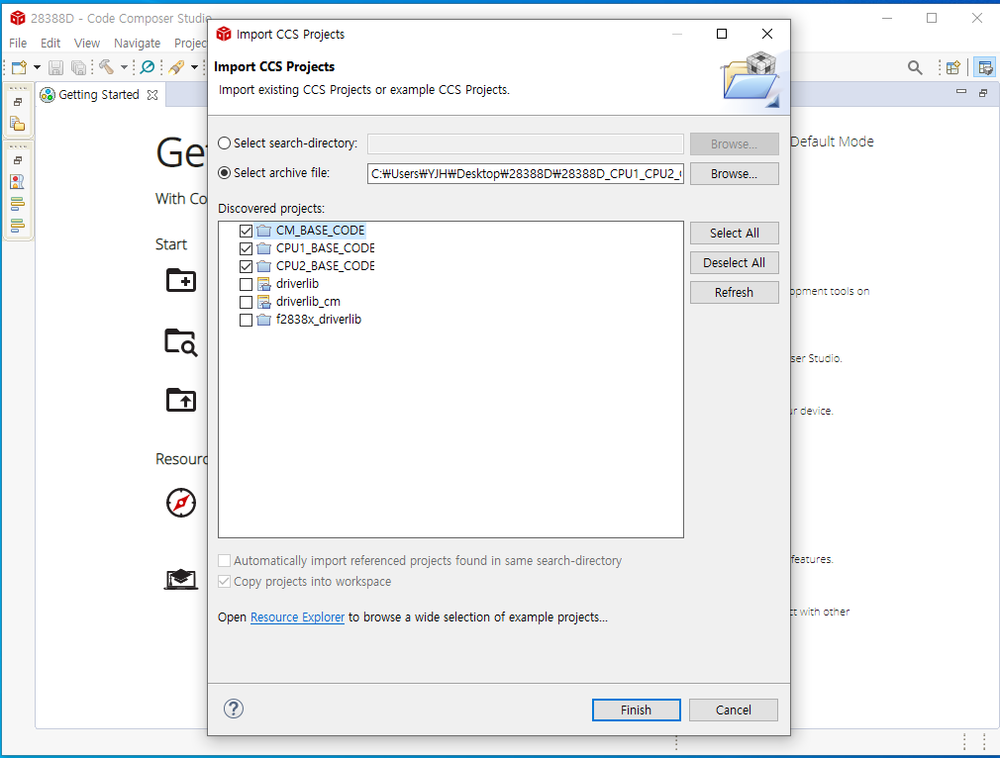 28388D - Code Composer Studio
File Edit View Navigate Projec
Getting Started
Get
With Co
Start
Resourc
Default Mode
opment tools on
ser Studio.
ur device.
features.
ct with other
Import CCS Projects
Import CCS Projects
Import existing CCS Projects or example CCS Projects.
Select search-directory:
Browse...
Select archive file:
C:₩Users₩YJH₩Desktop₩28388D₩28388D_CPU1_CPU2_
Browse...
Discovered projects:
CM_BASE_CODE
CPU1_BASE_CODE
CPU2_BASE_CODE
driverlib
driverlib_cm
f2838x_driverlib
Select All
Deselect All
Refresh
Automatically import referenced projects found in same search-directory
Copy projects into workspace
Open Resource Explorer to browse a wide selection of example projects...
?
Finish
Cancel